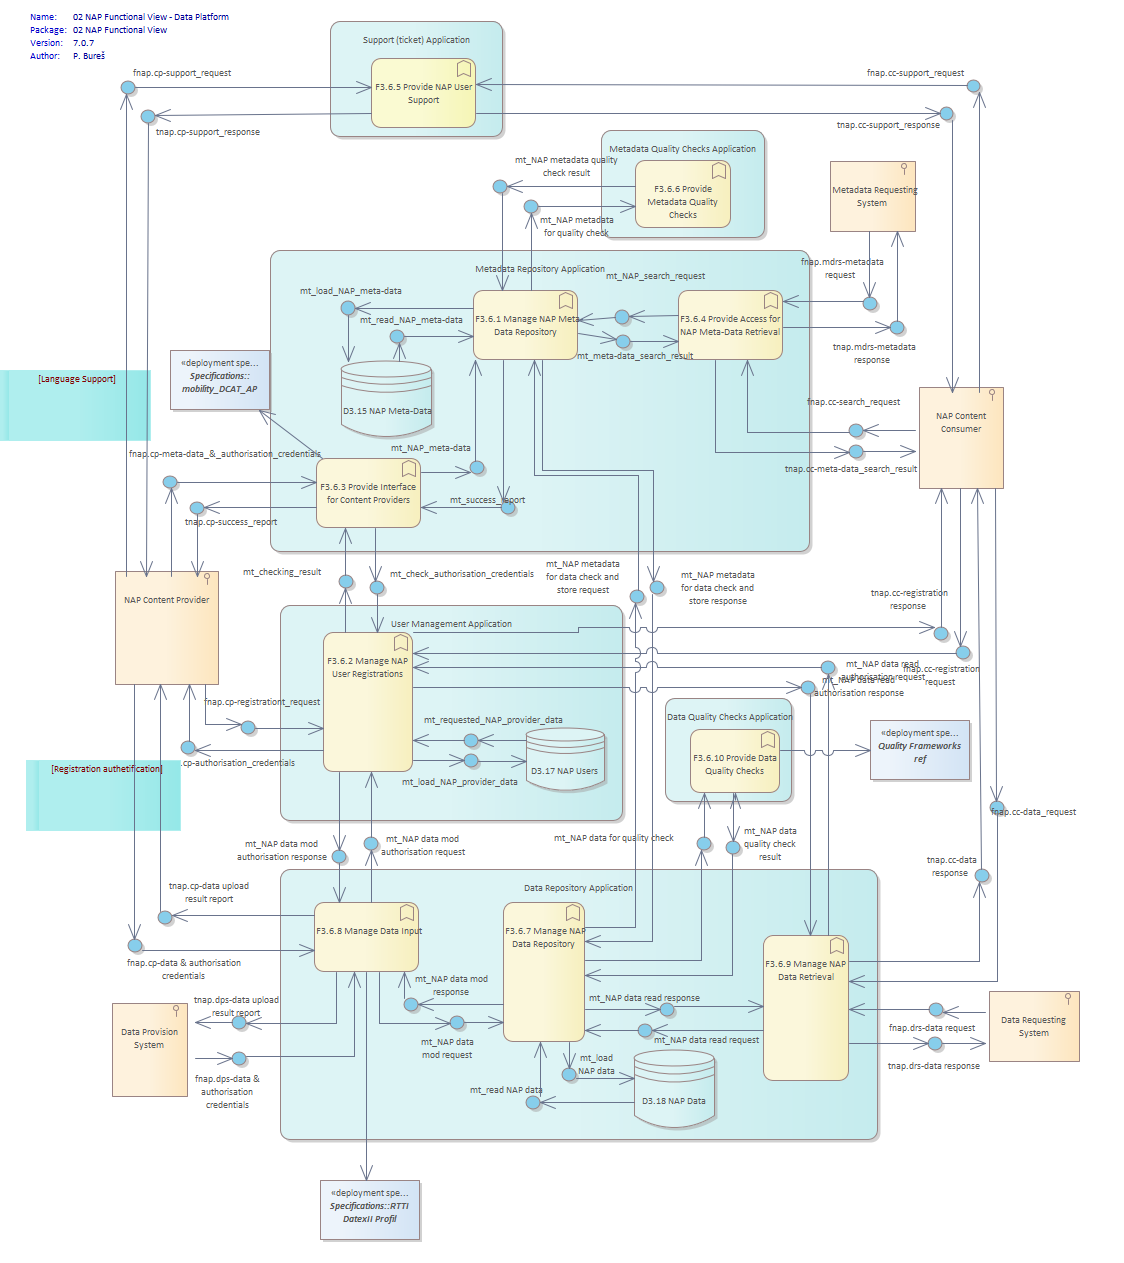 Name: 02 NAP Functional View - Data Platform
Package: 02 NAP Functional View
Version: 7.0.7
Author: P. Bureš
Support (ticket) Application
F3.6.5 Provide NAP User
Support
fnap.cp-support_request
fnap.cc-support_request
tnap.cp-support_response
tnap.cc-support_response
Metadata Quality Checks Application
mt_NAP metadata quality
check result
F3.6.6 Provide
Metadata Quality
Checks
mt_NAP metadata
for quality check
Metadata Requesting
System
fnap.mdrs-metadata
request
Metadata Repository Application
mt_NAP_search_request
mt_load_NAP_meta-data
mt_read_NAP_meta-data
F3.6.1 Manage NAP Meta
Data Repository
F3.6.4 Provide Access for
NAP Meta-Data Retrieval
mt_meta-data_search_result
tnap.mdrs-metadata
response
«deployment spe...
Specifications::
mobility_DCAT_AP
[Language Support]
D3.15 NAP Meta-Data
fnap.cc-search_request
NAP Content
Consumer
mt_NAP_meta-data
fnap.cp-meta-data_&_authorisation_credentials
tnap.cc-meta-data_search_result
F3.6.3 Provide Interface
for Content Providers
mt_success_report
tnap.cp-success_report
mt_checking_result
mt_check_authorisation_credentials
mt_NAP metadata
for data check and
store request
mt_NAP metadata
for data check and
store response
NAP Content Provider
tnap.cc-registration
response
User Management Application
F3.6.2 Manage NAP
User Registrations
mt_NAP data read
authorisation request
fnap.cc-registration
request
mt_NAP data read
authorisation response
fnap.cp-registrationt_request
mt_requested_NAP_provider_data
Data Quality Checks Application
.cp-authorisation_credentials
D3.17 NAP Users
mt_load_NAP_provider_data
F3.6.10 Provide Data
Quality Checks
«deployment spe...
Quality Frameworks
ref
[Registration authetification]
fnap.cc-data_request
mt_NAP data mod
authorisation response
mt_NAP data mod
authorisation request
mt_NAP data for quality check
mt_NAP data
quality check
result
tnap.cc-data
response
Data Repository Application
tnap.cp-data upload
result report
F3.6.8 Manage Data Input
F3.6.7 Manage NAP
Data Repository
F3.6.9 Manage NAP
Data Retrieval
fnap.cp-data & authorisation
credentials
mt_NAP data mod
response
tnap.dps-data upload
result report
mt_NAP data read response
Data Provision
System
mt_NAP data
mod request
mt_NAP data read request
fnap.drs-data request
Data Requesting
System
tnap.drs-data response
fnap.dps-data &
authorisation
credentials
mt_load
NAP data
mt_read NAP data
D3.18 NAP Data
«deployment spe...
Specifications::RTTI
DatexII Profil